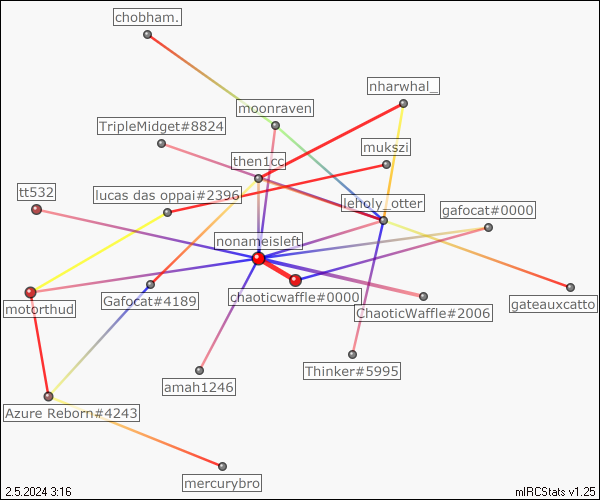 chobham.
nharwhal_
moonraven
TripleMidget#8824
mukszi
then1cc
tt532
lucas das oppai#2396
leholy_otter
gafocat#0000
nonameisleft
motorthud
Gafocat#4189
chaoticwaffle#0000
ChaoticWaffle#2006
gateauxcatto
amah1246
Thinker#5995
Azure Reborn#4243
mercurybro
2.5.2024 3:16
mIRCStats v1.25